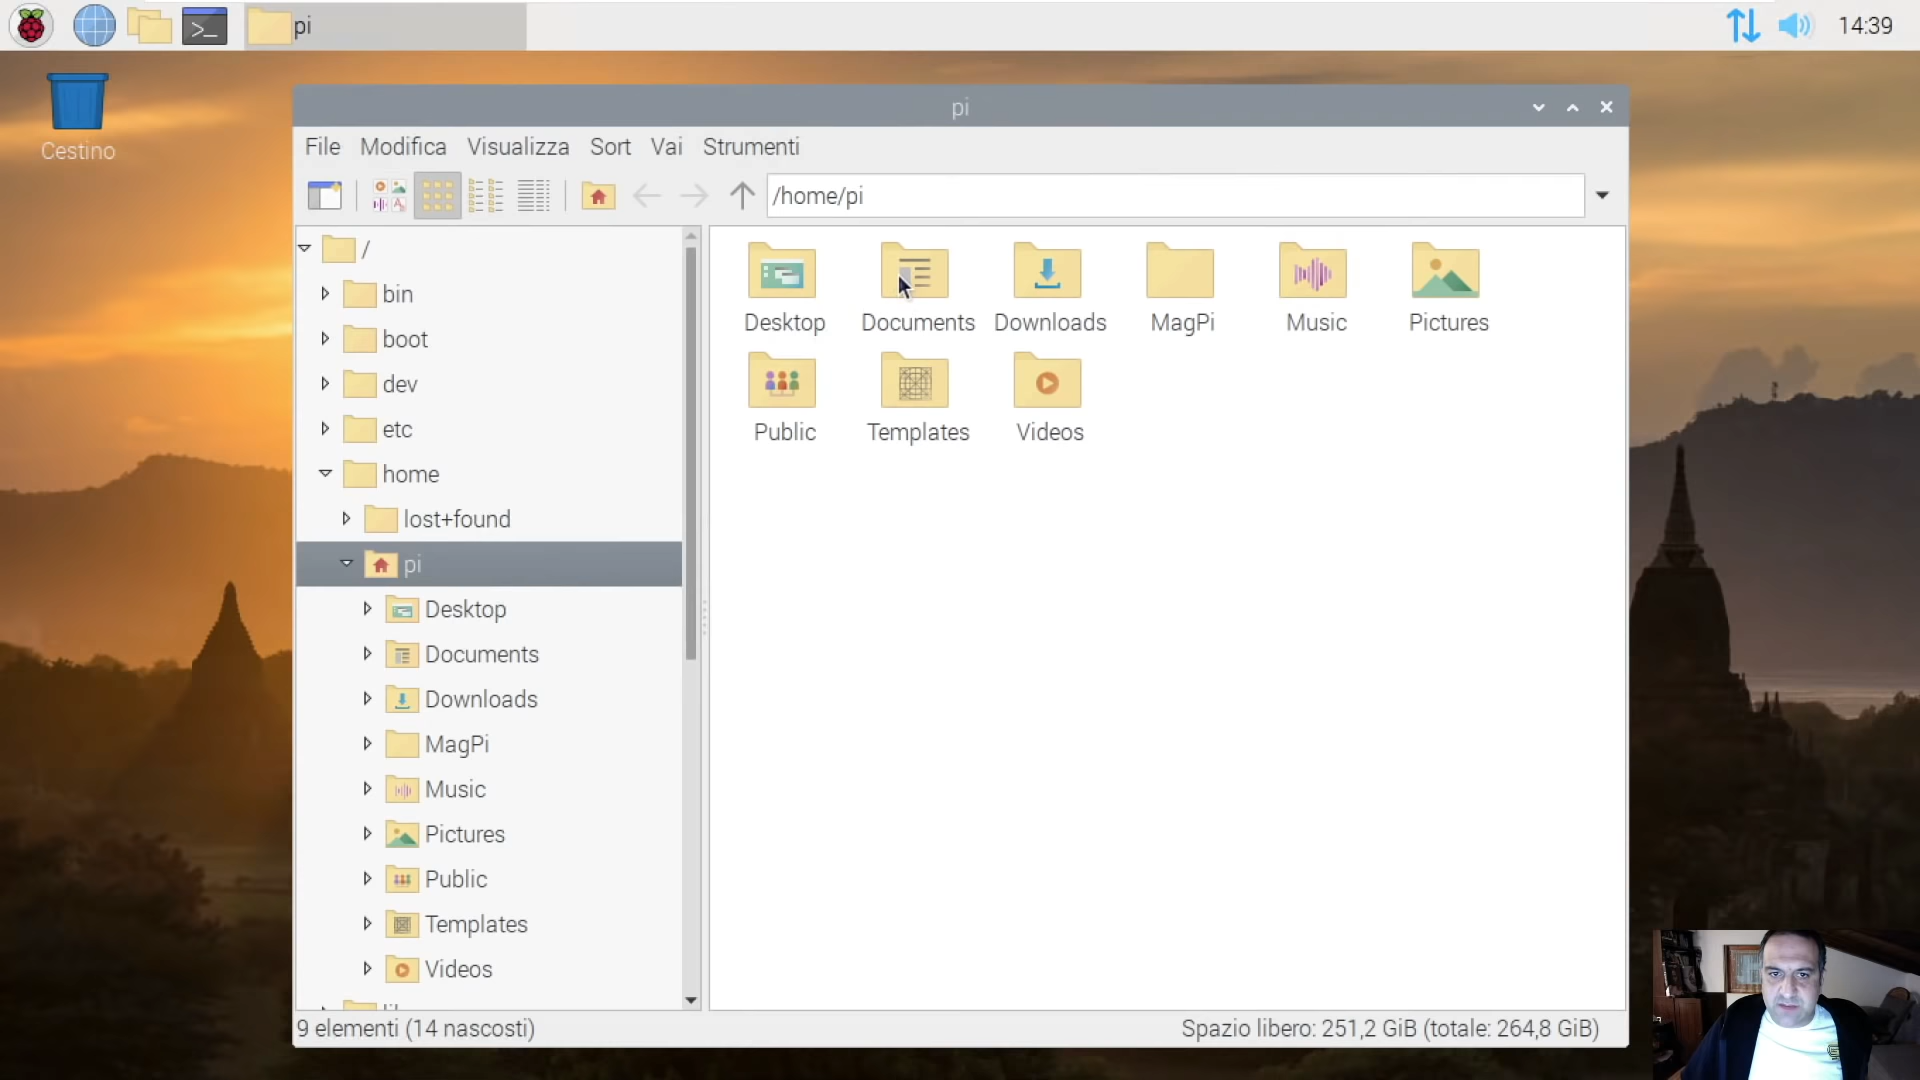 pi
14:39
Cestino
pi
File Modifica Visualizza Sort Vai Strumenti
/home/pi
/
bin
boot
dev
etc
home
lost+found
pi
Desktop
Documents
Downloads
MagPi
Music
Pictures
Public
Templates
Videos
Desktop Documents Downloads MagPi Music Pictures
Public Templates Videos
9 elementi (14 nascosti)
Spazio libero: 251,2 GiB (totale: 264,8 GiB)